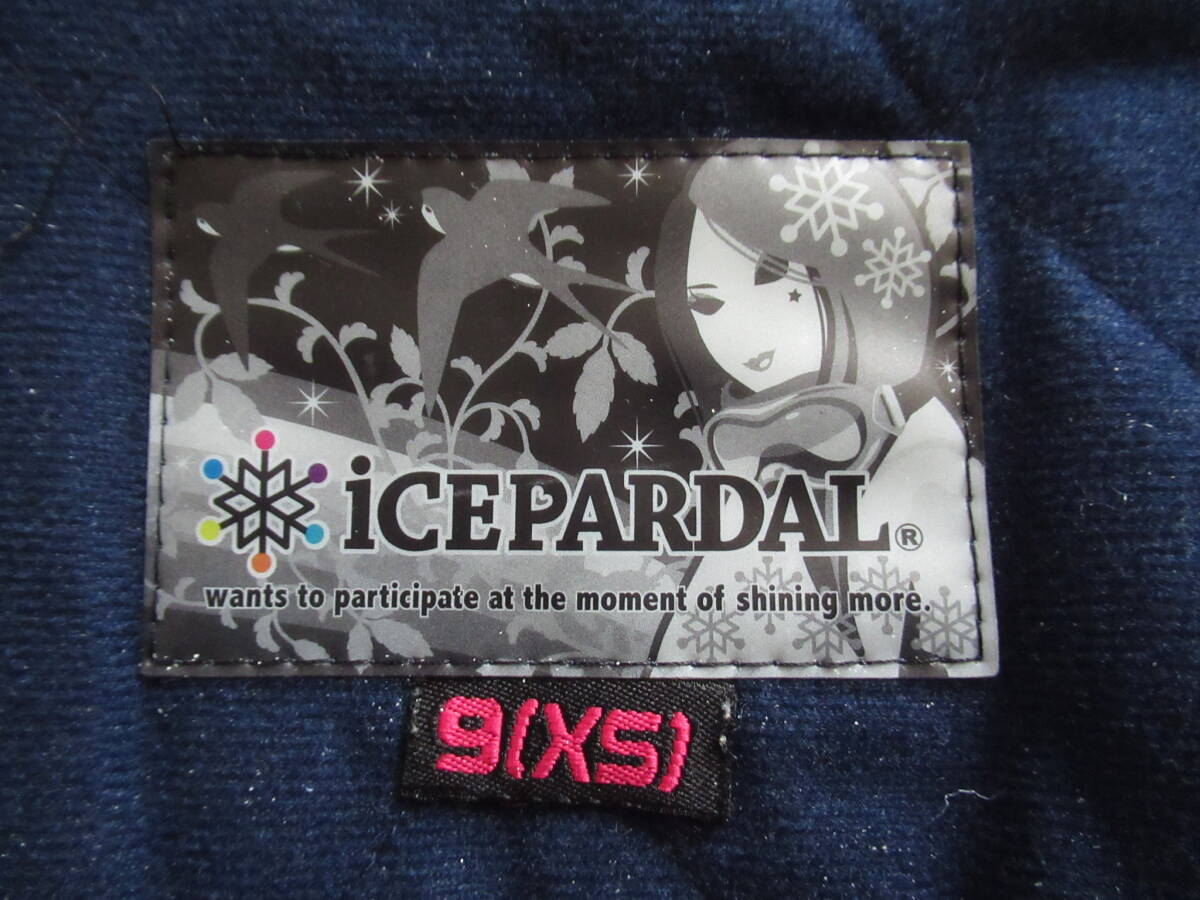 iCEPARDAL®
wants to participate at the moment of shining more.
9(XS)